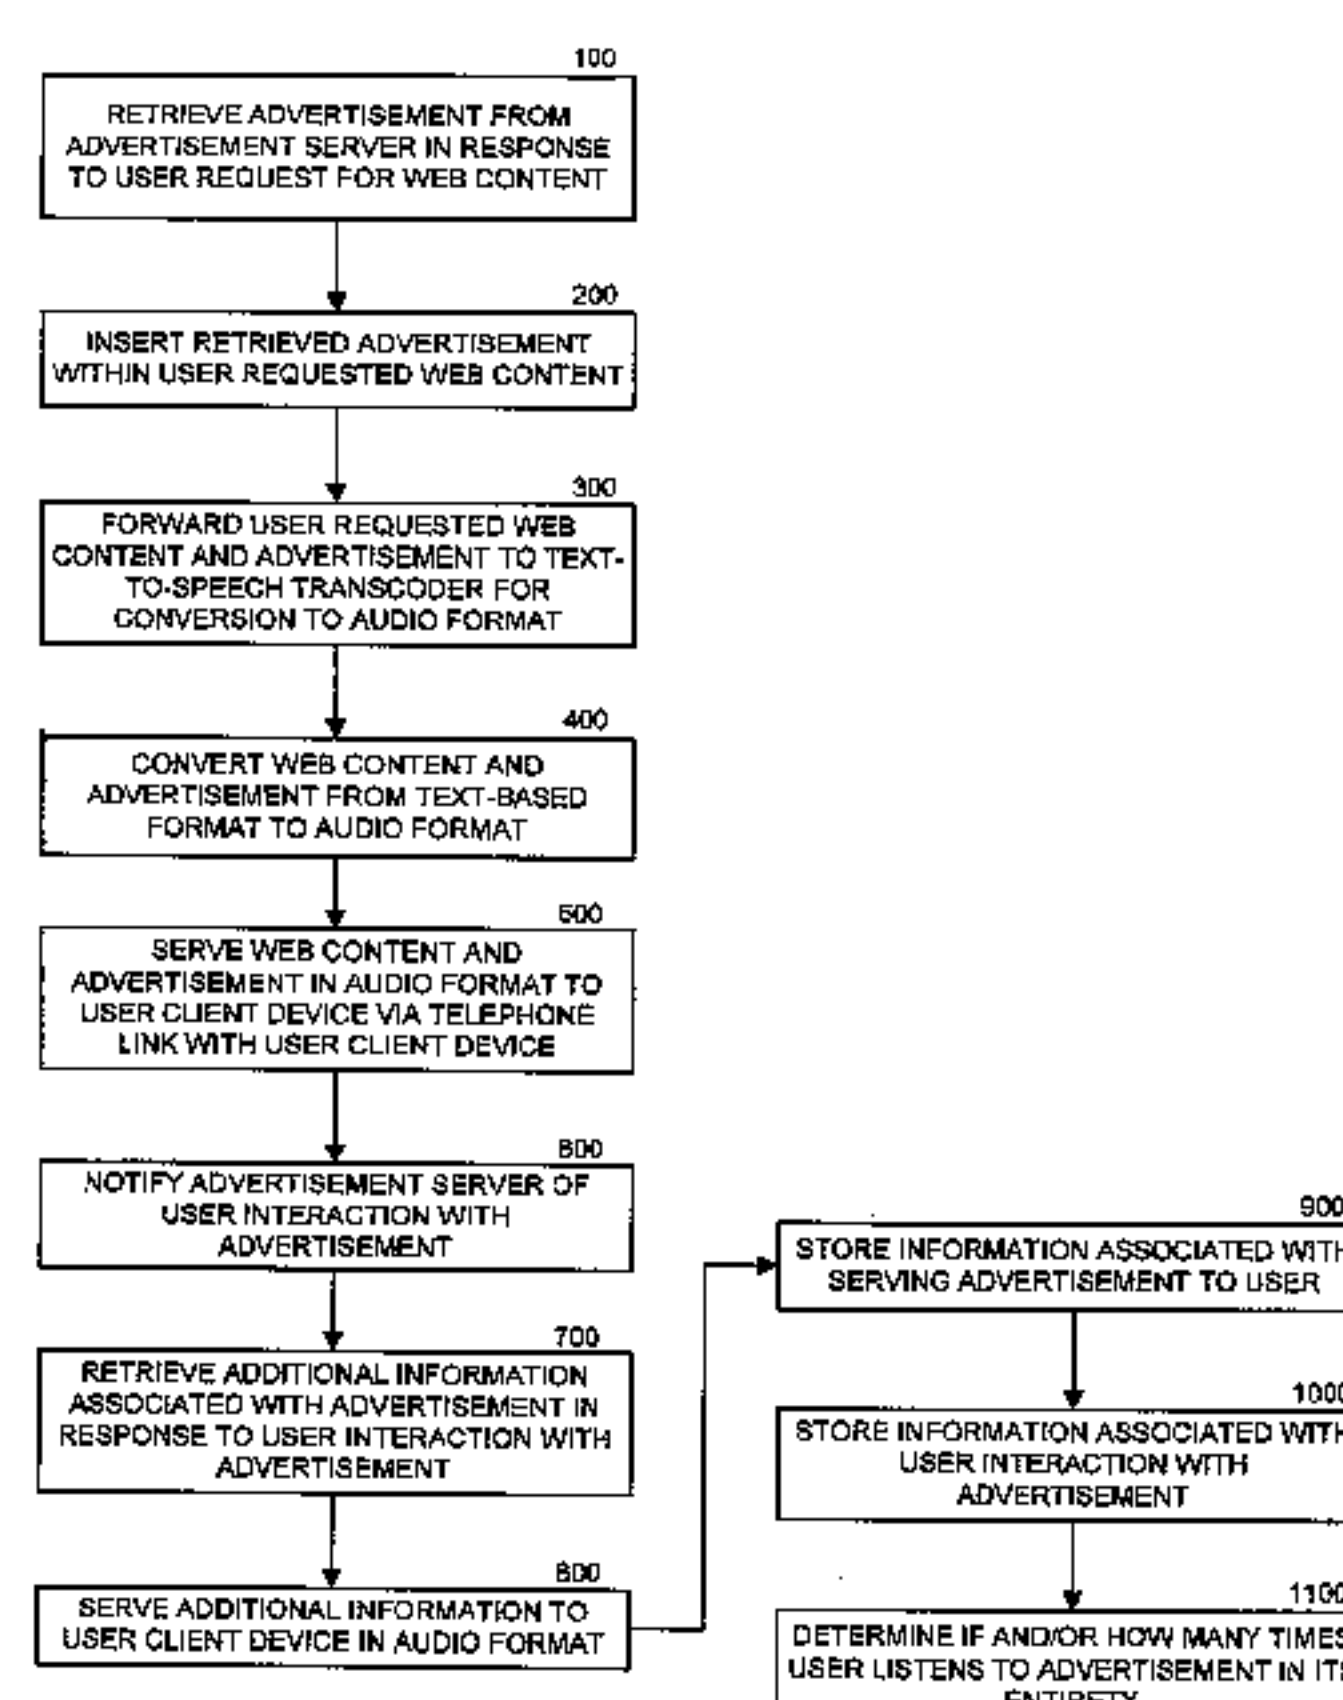 100
RETRIEVE ADVERTISEMENT FROM
ADVERTISEMENT SERVER IN RESPONSE
TO USER REQUEST FOR WEB CONTENT
200
INSERT RETRIEVED ADVERTISEMENT
WITHIN USER REQUESTED WEB CONTENT
300
FORWARD USER REQUESTED WEB
CONTENT AND ADVERTISEMENT TO TEXT-
TO-SPEECH TRANSCODER FOR
CONVERSION TO AUDIO FORMAT
400
CONVERT WEB CONTENT AND
ADVERTISEMENT FROM TEXT-BASED
FORMAT TO AUDIO FORMAT
500
SERVE WEB CONTENT AND
ADVERTISEMENT IN AUDIO FORMAT TO
USER CLIENT DEVICE VIA TELEPHONE
LINK WITH USER CLIENT DEVICE
600
NOTIFY ADVERTISEMENT SERVER OF
USER INTERACTION WITH
ADVERTISEMENT
700
RETRIEVE ADDITIONAL INFORMATION
ASSOCIATED WITH ADVERTISEMENT IN
RESPONSE TO USER INTERACTION WITH
ADVERTISEMENT
800
SERVE ADDITIONAL INFORMATION TO
USER CLIENT DEVICE IN AUDIO FORMAT
900
STORE INFORMATION ASSOCIATED WITH
SERVING ADVERTISEMENT TO USER
1000
STORE INFORMATION ASSOCIATED WITH
USER INTERACTION WITH
ADVERTISEMENT
1100
DETERMINE IF AND/OR HOW MANY TIMES
USER LISTENS TO ADVERTISEMENT IN ITS
ENTIRETY